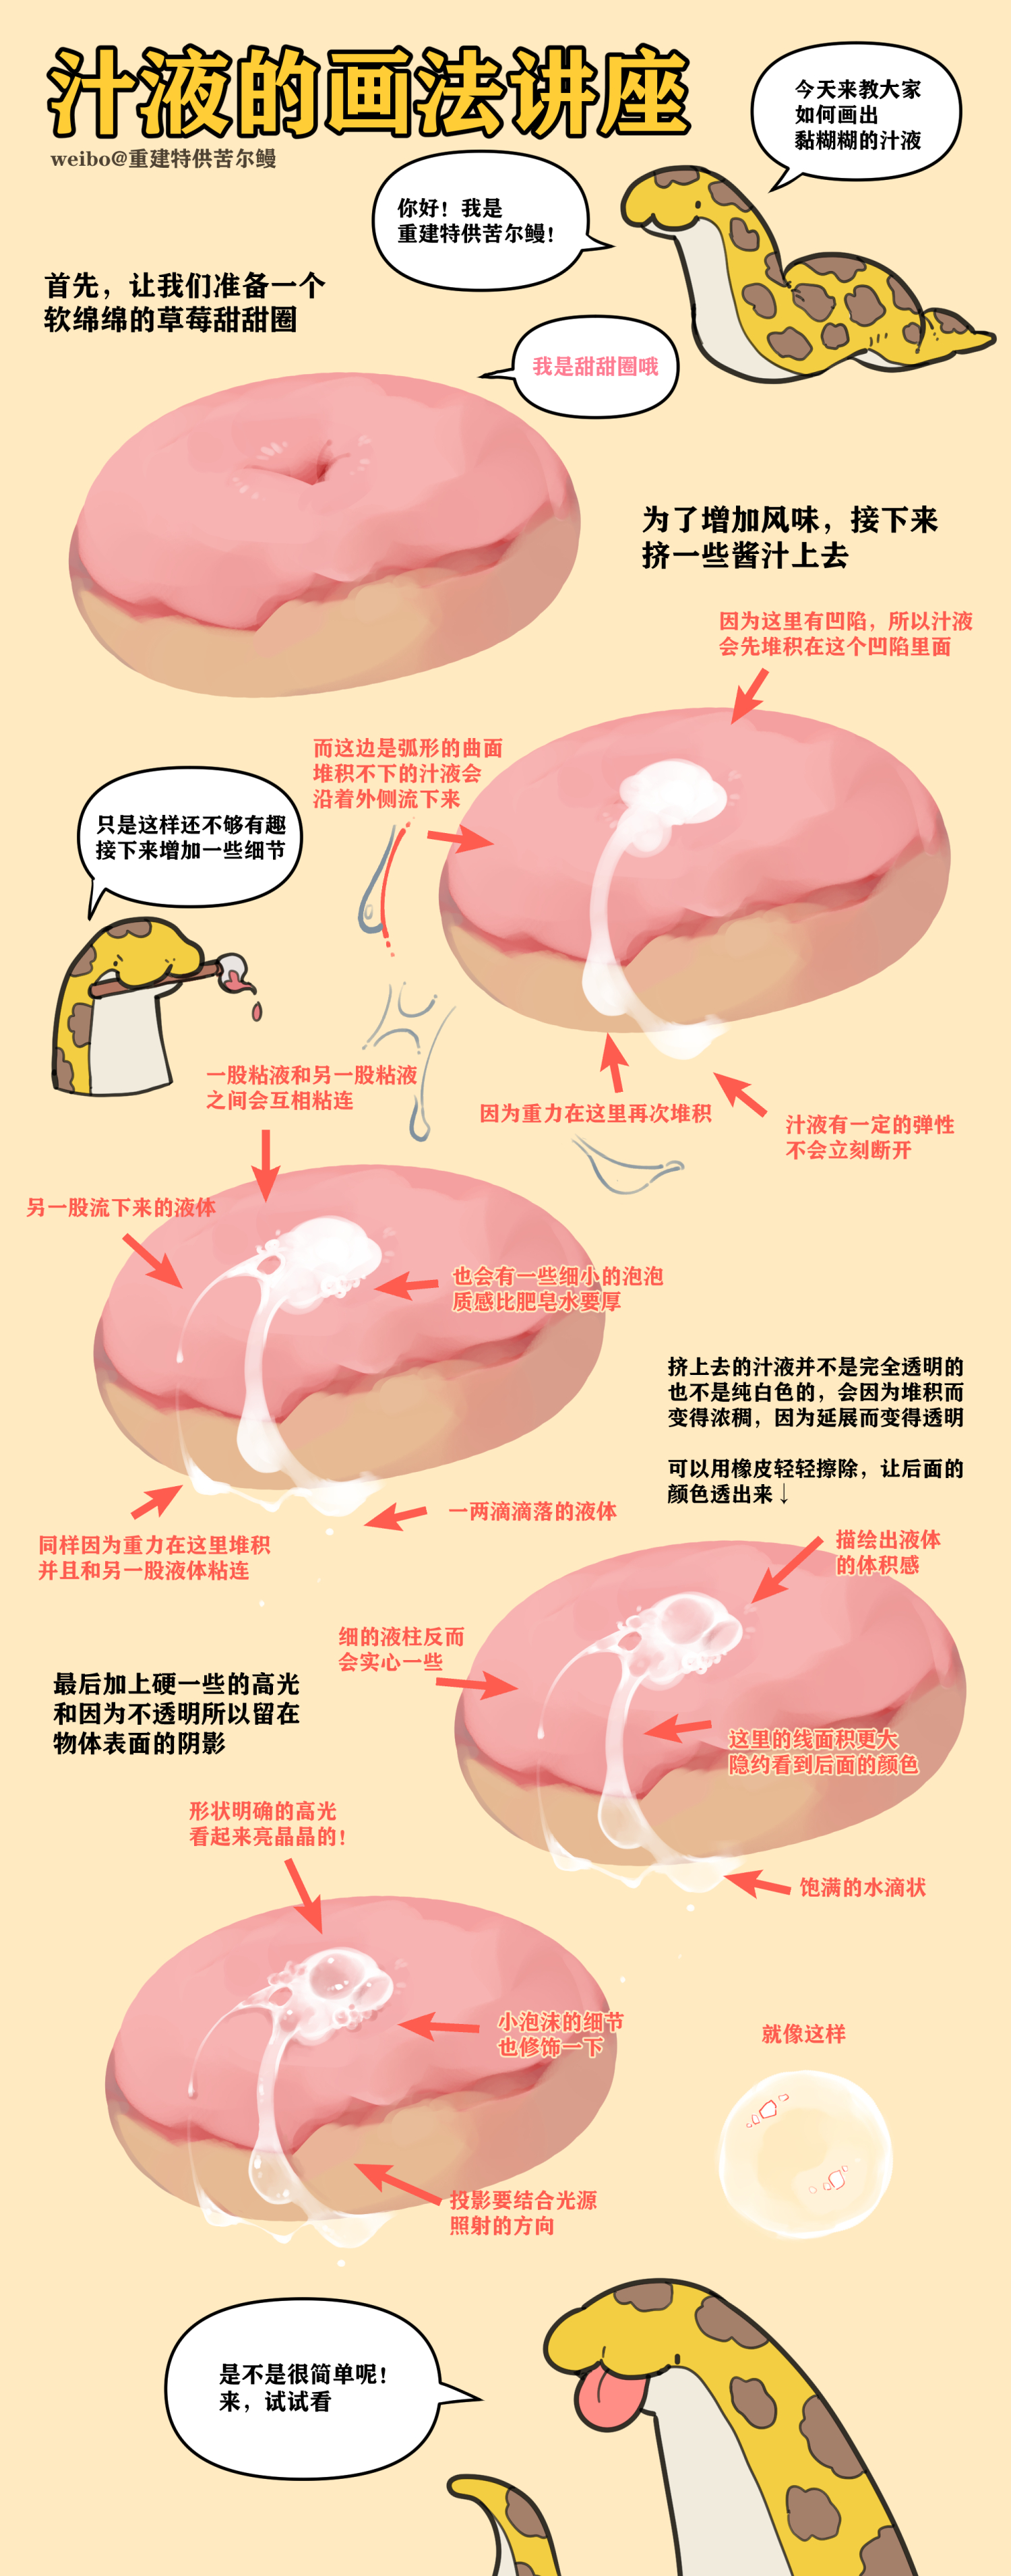 汁液的画法讲座
weibo@重建特供苦尔鳗
今天来教大家
如何画出
黏糊糊的汁液
你好！我是
重建特供苦尔鳗！
首先，让我们准备一个
软绵绵的草莓甜甜圈
我是甜甜圈哦
为了增加风味，接下来
挤一些酱汁上去
因为这里有凹陷，所以汁液
会先堆积在这个凹陷里面
而这边是弧形的曲面
堆积不下的汁液会
沿着外侧流下来
只是这样还不够有趣
接下来增加一些细节
一股粘液和另一股粘液
之间会互相粘连
因为重力在这里再次堆积
汁液有一定的弹性
不会立刻断开
另一股流下来的液体
也会有一些细小的泡泡
质感比肥皂水要厚
挤上去的汁液并不是完全透明的
也不是纯白色的，会因为堆积而
变得浓稠，因为延展而变得透明
可以用橡皮轻轻擦除，让后面的
颜色透出来↓
一两滴滴落的液体
同样因为重力在这里堆积
并且和另一股液体粘连
描绘出液体
的体积感
细的液柱反而
会实心一些
最后加上硬一些的高光
和因为不透明所以留在
物体表面的阴影
这里的线面积更大
隐约看到后面的颜色
形状明确的高光
看起来亮晶晶的！
饱满的水滴状
小泡沫的细节
也修饰一下
就像这样
投影要结合光源
照射的方向
是不是很简单呢！
来，试试看